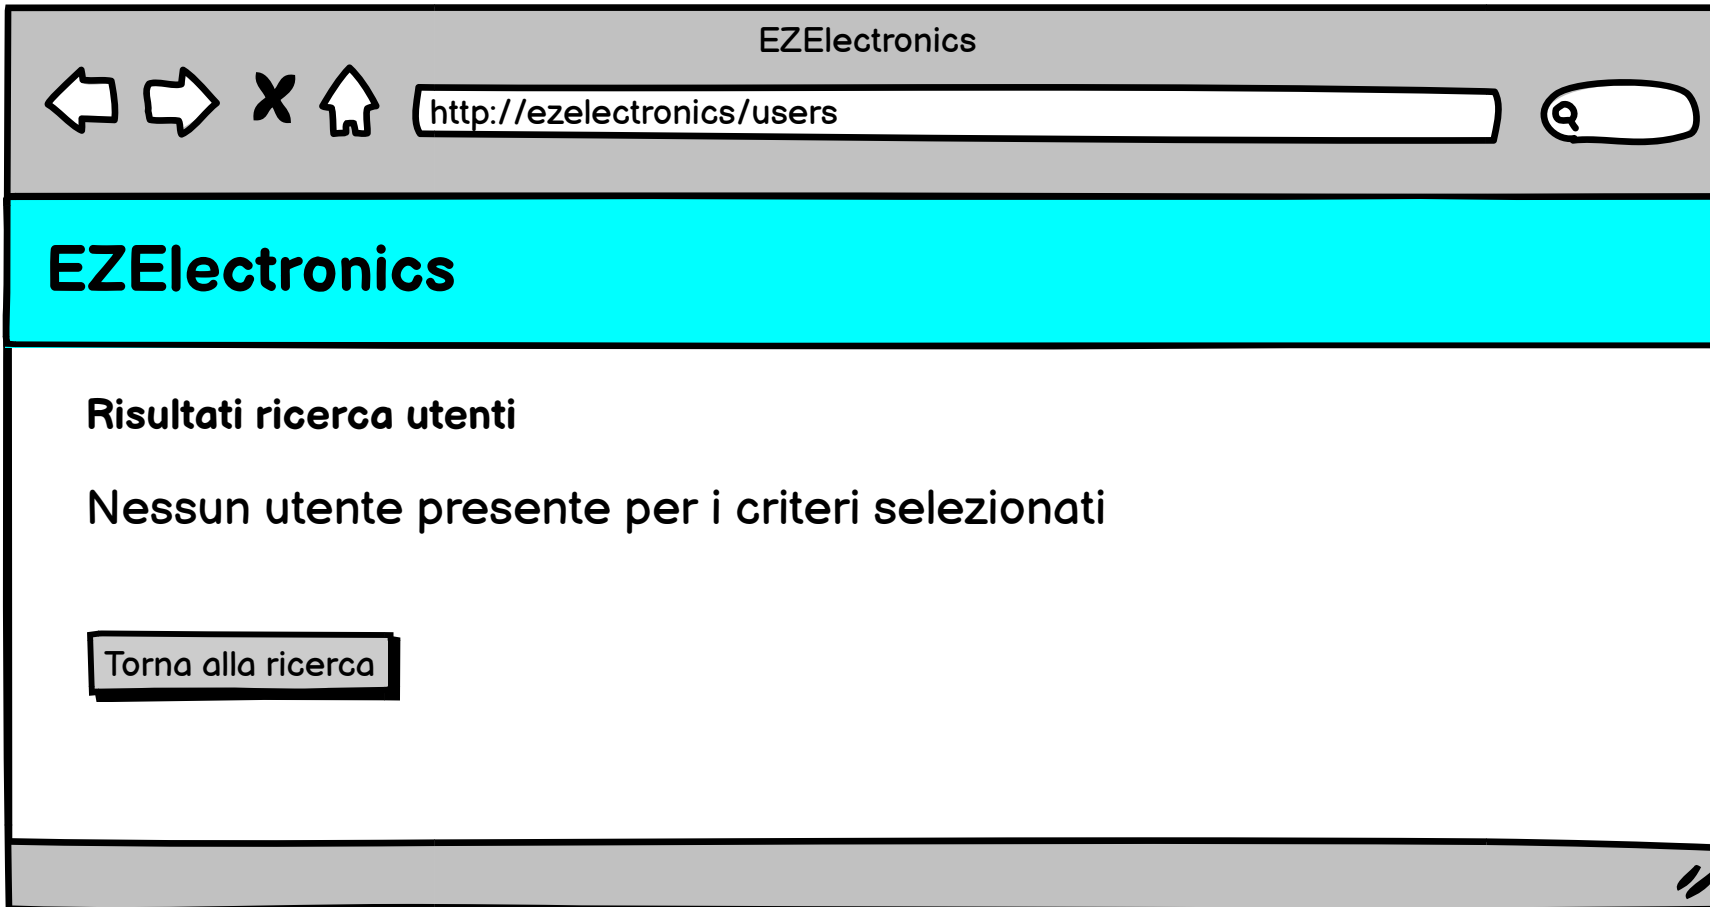 EZElectronics
http://ezelectronics/users
EZElectronics
Risultati ricerca utenti
Nessun utente presente per i criteri selezionati
Torna alla ricerca